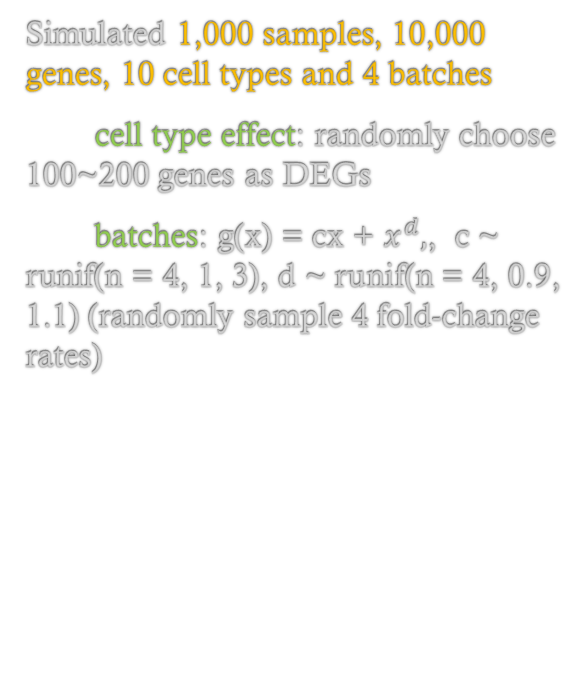 Simulated 1,000 samples, 10,000
genes, 10 cell types and 4 batches
cell type effect: randomly choose
100~200 genes as DEGs
batches: g(x) = cx + x^d,, c ~
runif(n = 4, 1, 3), d ~ runif(n = 4, 0.9,
1.1) (randomly sample 4 fold-change
rates)